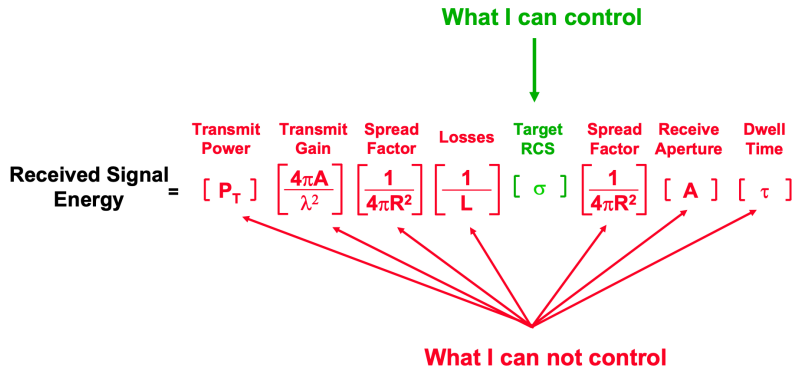 What I can control
Transmit Power
Transmit Gain
Spread Factor
Losses
Target RCS
Spread Factor
Receive Aperture
Dwell Time
Received Signal Energy = [ P_T ] [ 4πA / λ² ] [ 1 / 4πR² ] [ 1 / L ] [ σ ] [ 1 / 4πR² ] [ A ] [ τ ]
What I can not control